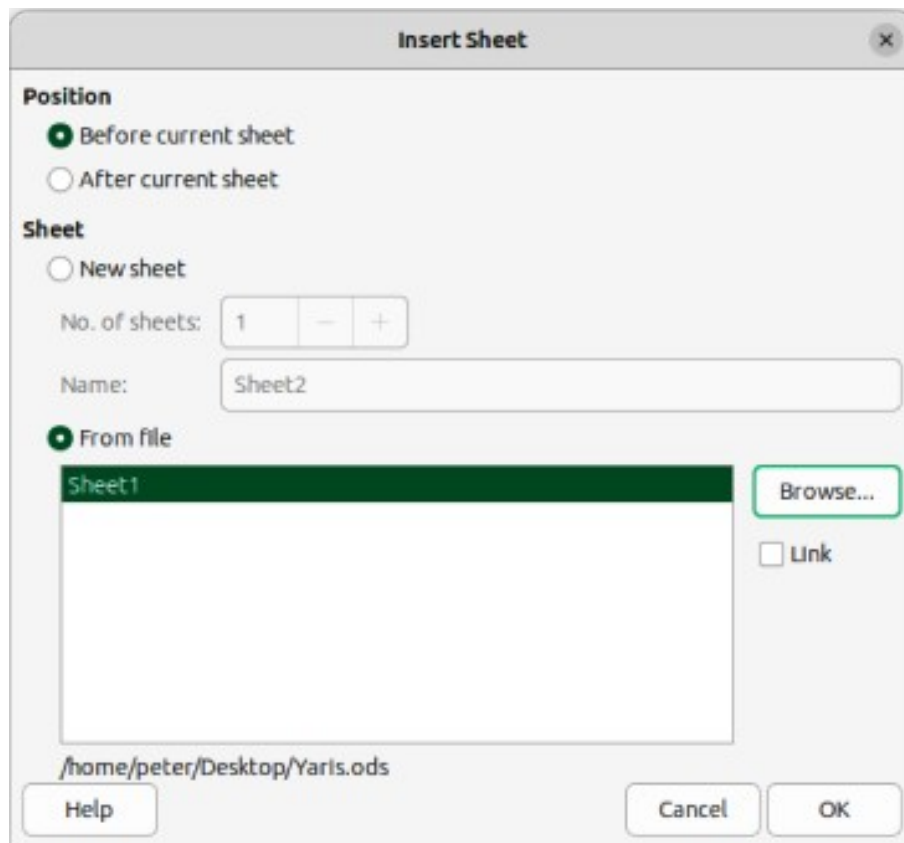 Insert Sheet
Position
Before current sheet
After current sheet
Sheet
New sheet
No. of sheets: 1 − +
Name: Sheet2
From file
Sheet1
Browse...
Link
/home/peter/Desktop/Yaris.ods
Help Cancel OK